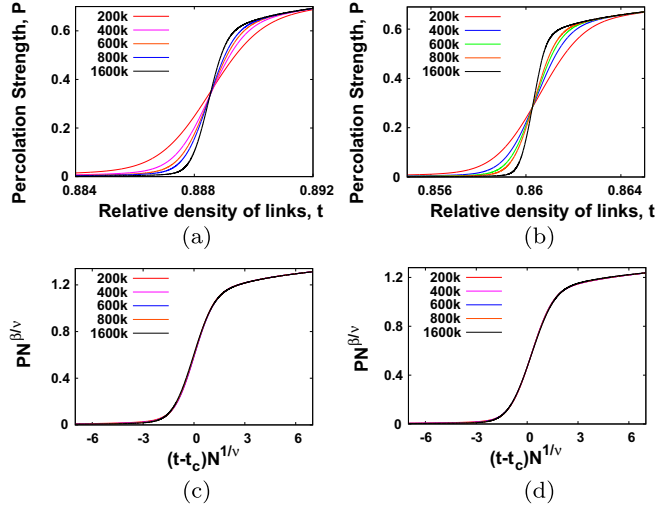 Percolation Strength, P
0.6
0.4
0.2
0
200k
400k
600k
800k
1600k
0.884
0.888
0.892
Relative density of links, t
(a)
Percolation Strength, P
0.6
0.4
0.2
0
200k
400k
600k
800k
1600k
0.856
0.86
0.864
Relative density of links, t
(b)
PN^{β/ν}
1.2
0.8
0.4
0
200k
400k
600k
800k
1600k
-6
-3
0
3
6
(t-t_c)N^{1/ν}
(c)
PN^{β/ν}
1.2
0.8
0.4
0
200k
400k
600k
800k
1600k
-6
-3
0
3
6
(t-t_c)N^{1/ν}
(d)